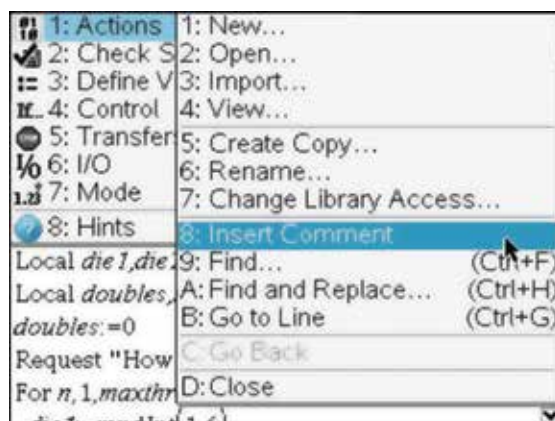 1: Actions
2: Check S
3: Define V
4: Control
5: Transfer
6: I/O
7: Mode
8: Hints
1: New...
2: Open...
3: Import...
4: View...
5: Create Copy...
6: Rename...
7: Change Library Access...
8: Insert Comment
9: Find... (Ctrl+F)
A: Find and Replace... (Ctrl+H)
B: Go to Line (Ctrl+G)
C: Go Back
D: Close
Local die1,die
Local doubles,
doubles:=0
Request "How
For n,1,maxthr